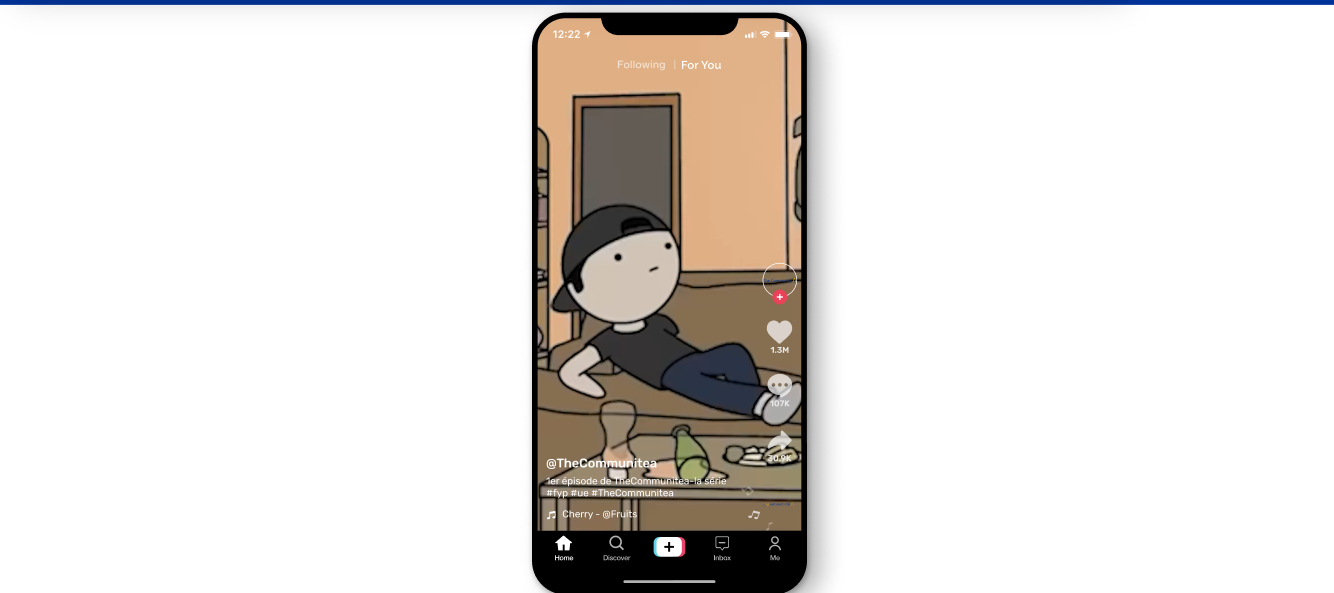 12:22
Following | For You
1.3M
107K
30.9K
@TheCommunitea
1er épisode de TheCommunitea-la série
#fyp #ue #TheCommunitea
Cherry - @Fruits
Home Discover Inbox Me